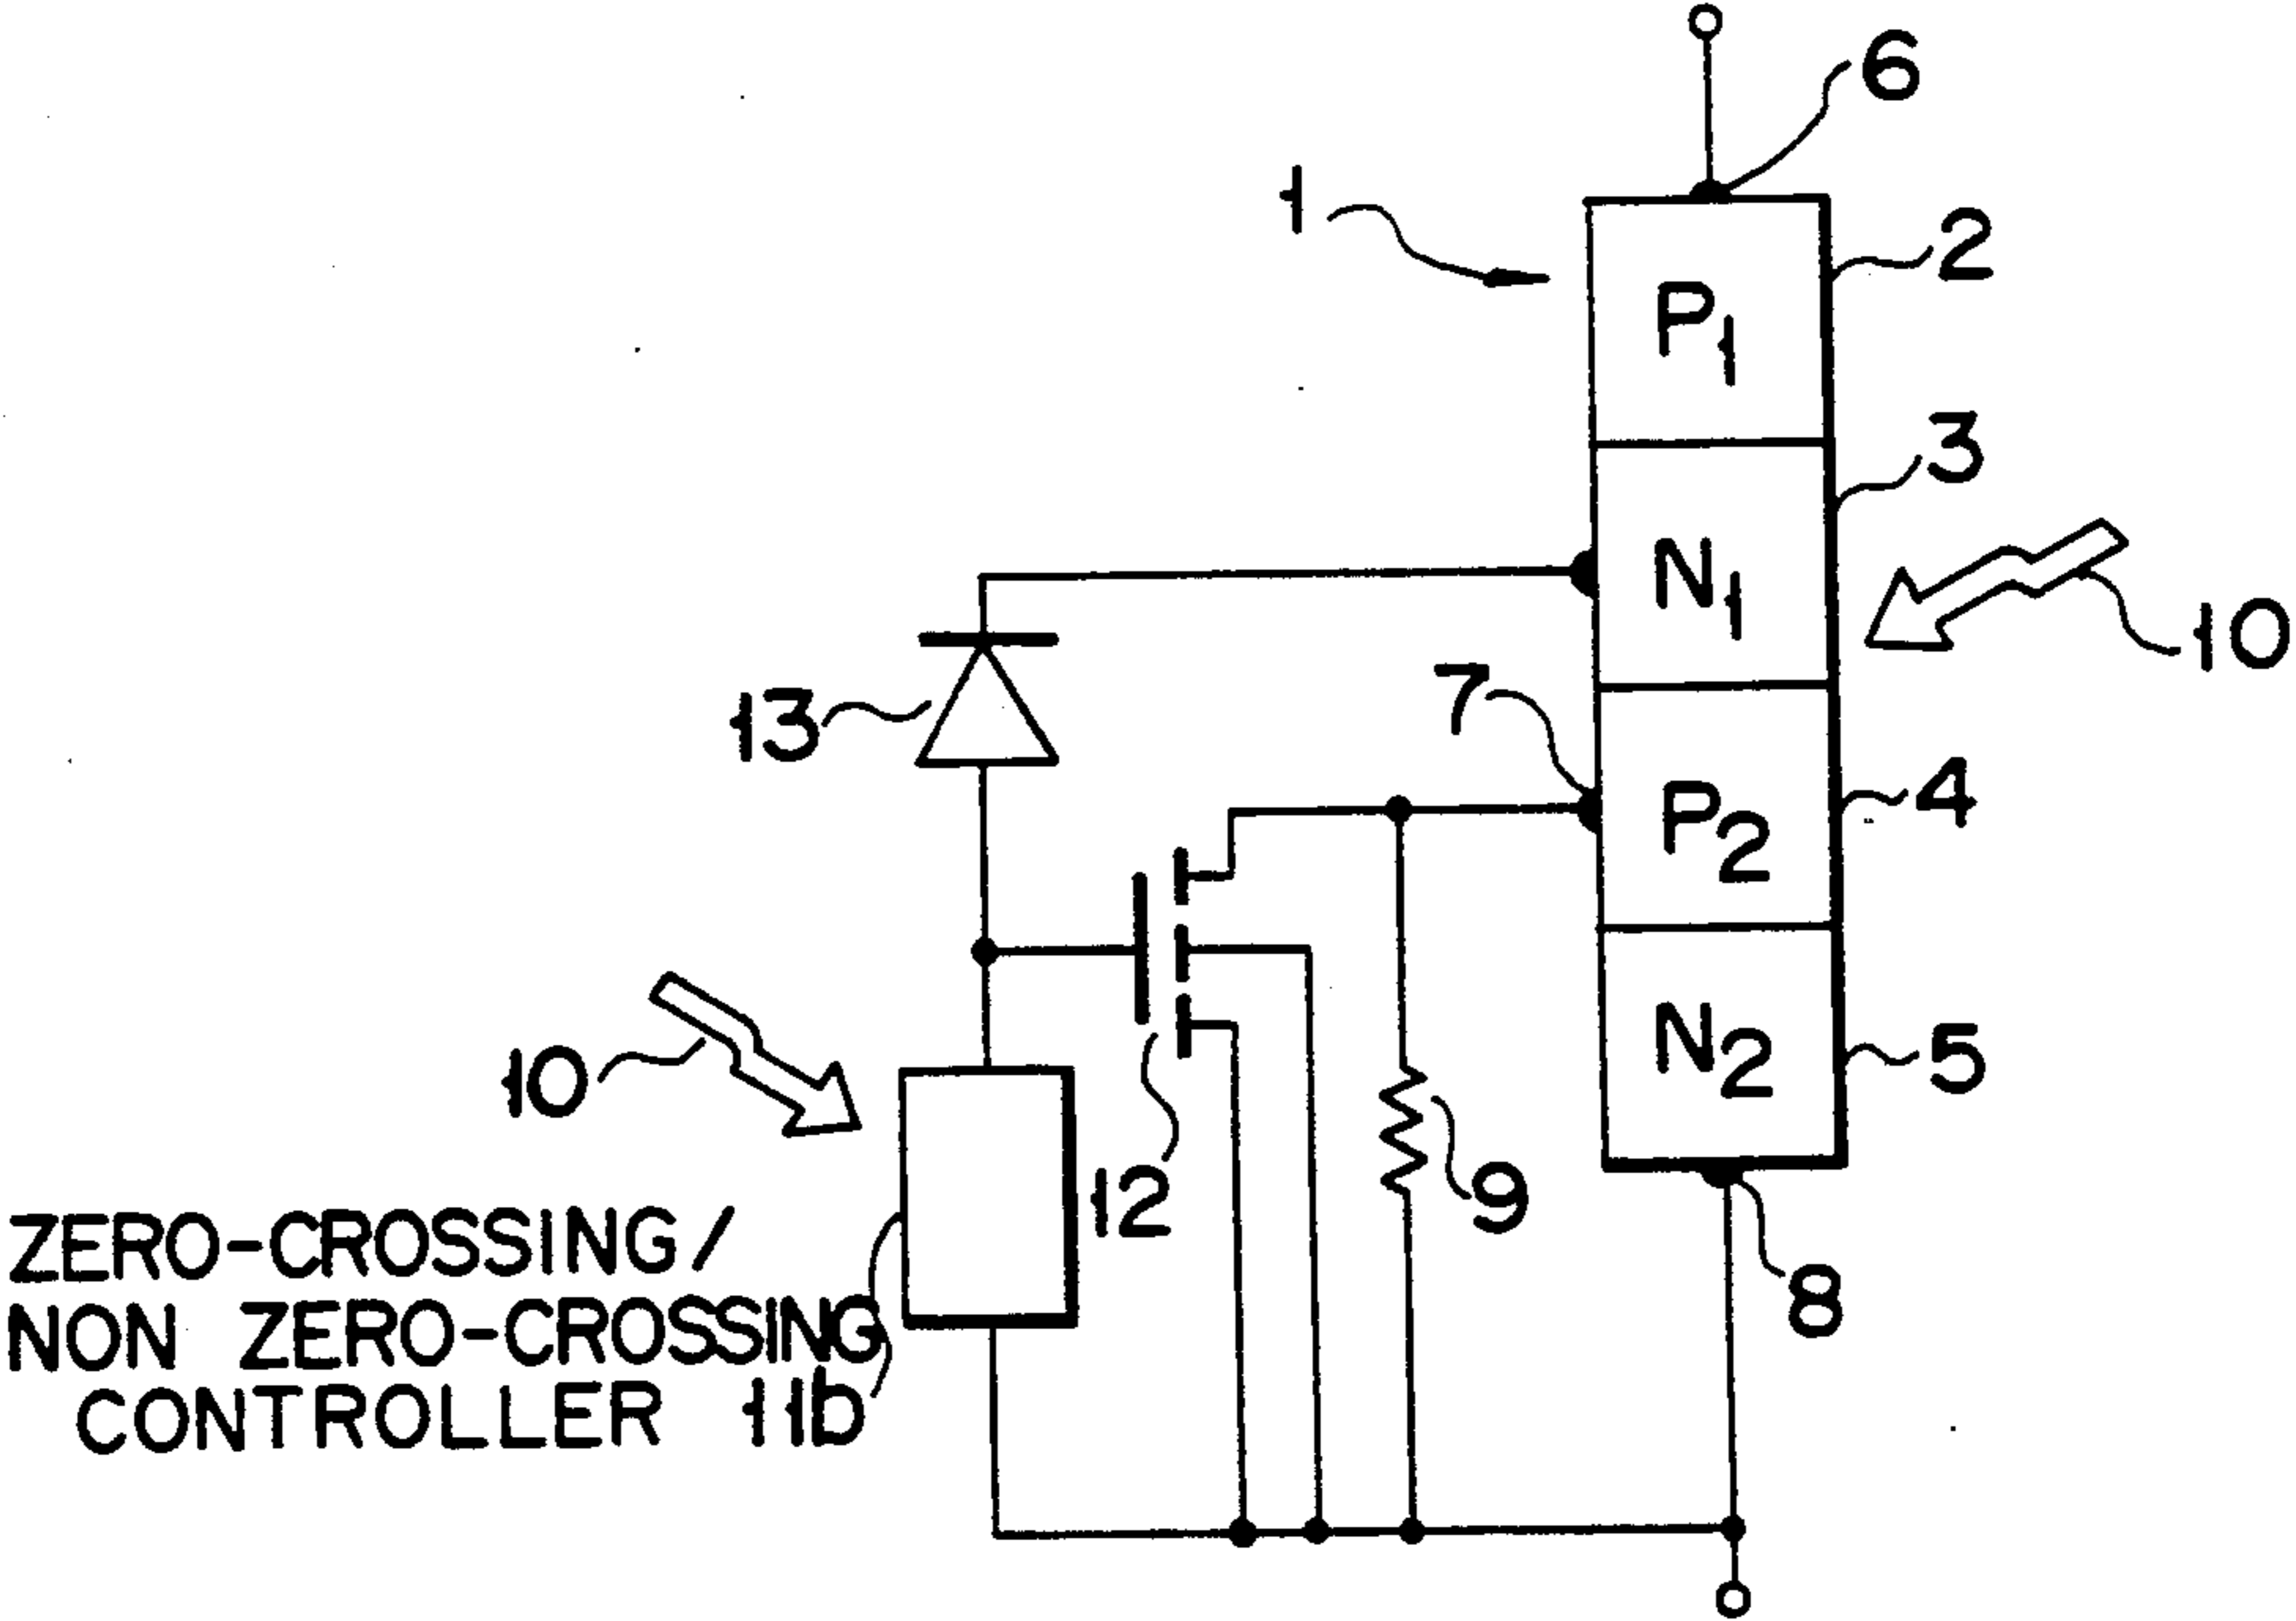 6
1
2
P1
3
N1
10
7
13
4
P2
10
N2
5
12
9
ZERO-CROSSING/
8
NON ZERO-CROSSING
CONTROLLER 11b